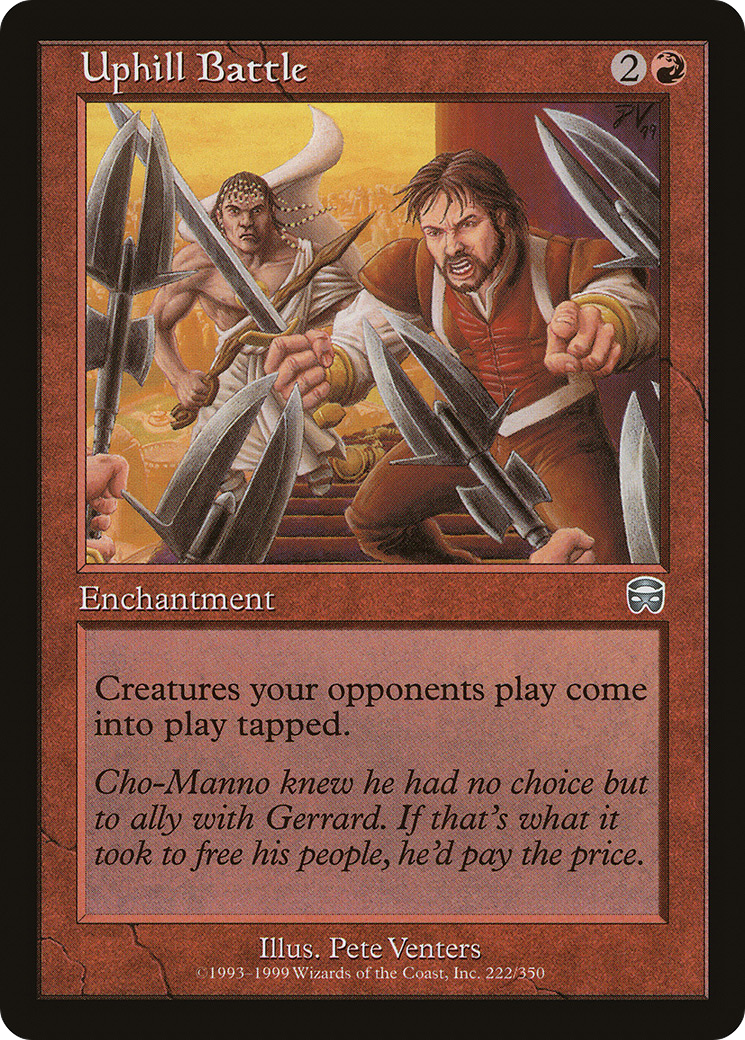 Uphill Battle
2
Enchantment
Creatures your opponents play come
into play tapped.
Cho-Manno knew he had no choice but
to ally with Gerrard. If that's what it
took to free his people, he'd pay the price.
Illus. Pete Venters
©1993–1999 Wizards of the Coast, Inc. 222/350